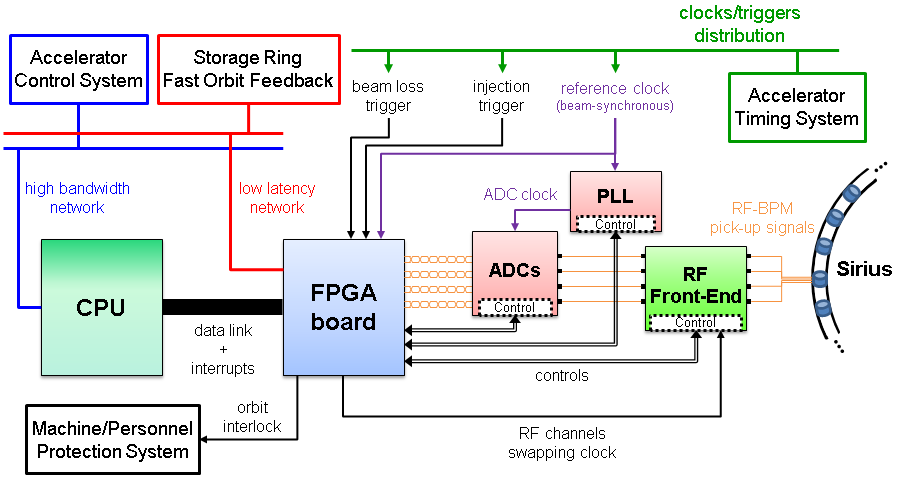 clocks/triggers
distribution
Accelerator
Control System
Storage Ring
Fast Orbit Feedback
beam loss
trigger
injection
trigger
reference clock
(beam-synchronous)
Accelerator
Timing System
high bandwidth
network
low latency
network
ADC clock
PLL
Control
RF-BPM
pick-up signals
CPU
FPGA
board
ADCs
Control
RF
Front-End
Control
Sirius
data link
+
interrupts
controls
orbit
interlock
Machine/Personnel
Protection System
RF channels
swapping clock